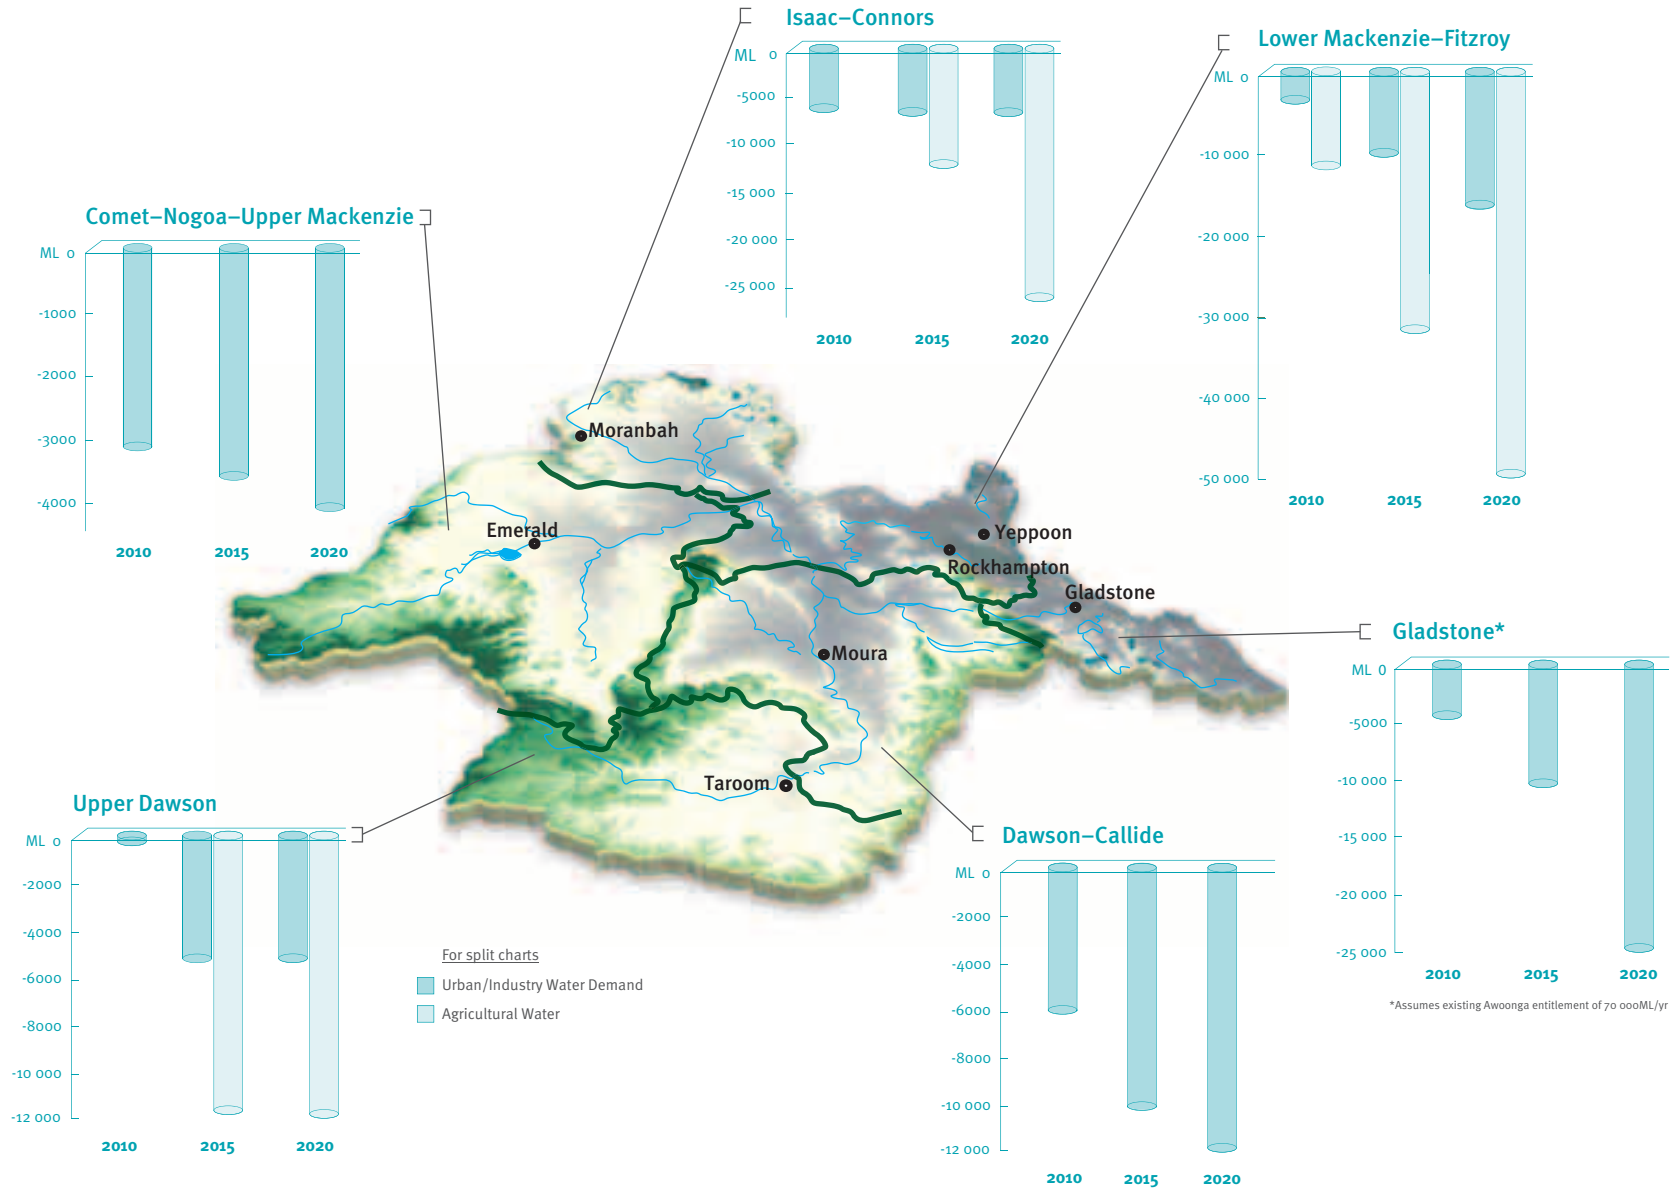 Isaac–Connors
ML 0
-5000
-10 000
-15 000
-20 000
-25 000
2010 2015 2020
Lower Mackenzie–Fitzroy
ML 0
-10 000
-20 000
-30 000
-40 000
-50 000
2010 2015 2020
Comet–Nogoa–Upper Mackenzie
ML 0
-1000
-2000
-3000
-4000
2010 2015 2020
Moranbah
Emerald
Yeppoon
Rockhampton
Gladstone
Moura
Taroom
Gladstone*
ML 0
-5000
-10 000
-15 000
-20 000
-25 000
2010 2015 2020
*Assumes existing Awoonga entitlement of 70 000ML/yr
Upper Dawson
ML 0
-2000
-4000
-6000
-8000
-10 000
-12 000
2010 2015 2020
For split charts
Urban/Industry Water Demand
Agricultural Water
Dawson–Callide
ML 0
-2000
-4000
-6000
-8000
-10 000
-12 000
2010 2015 2020